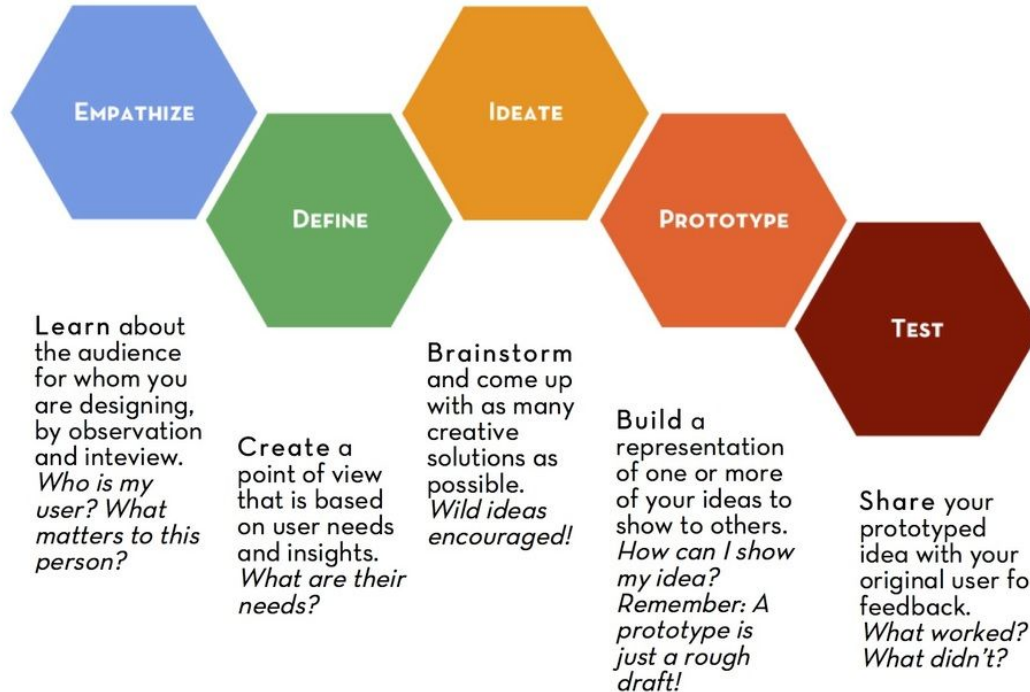 EMPATHIZE
DEFINE
IDEATE
PROTOTYPE
TEST
Learn about
the audience
for whom you
are designing,
by observation
and inteview.
Who is my
user? What
matters to this
person?
Create a
point of view
that is based
on user needs
and insights.
What are their
needs?
Brainstorm
and come up
with as many
creative
solutions as
possible.
Wild ideas
encouraged!
Build a
representation
of one or more
of your ideas to
show to others.
How can I show
my idea?
Remember: A
prototype is
just a rough
draft!
Share your
prototyped
idea with your
original user fo
feedback.
What worked?
What didn't?